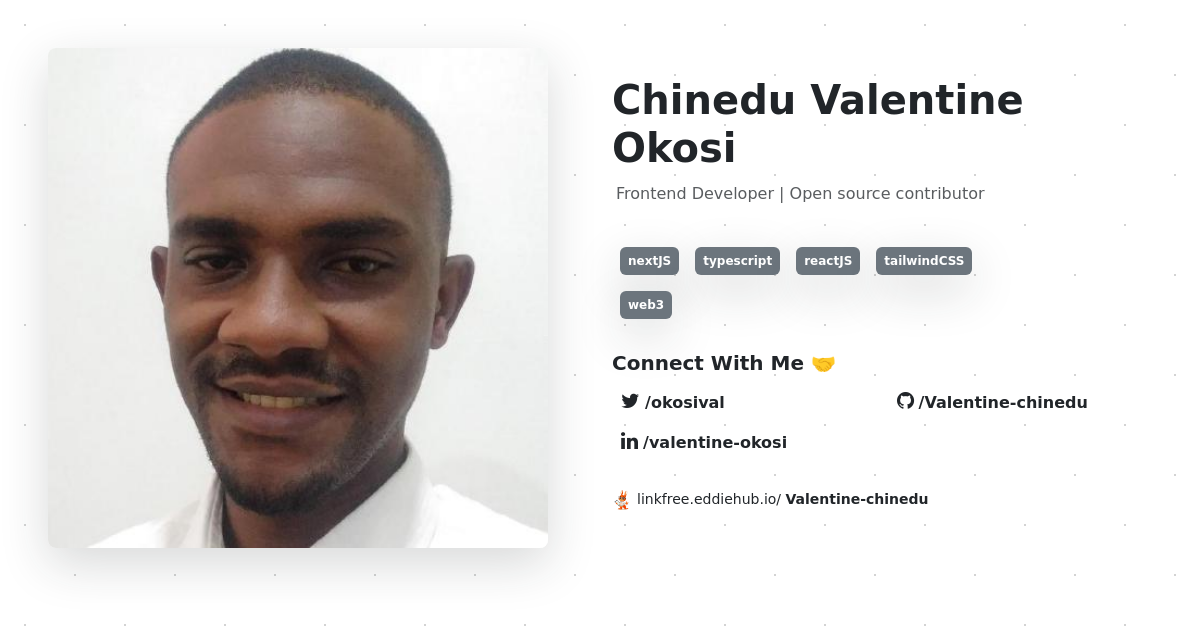 Chinedu Valentine
Okosi
Frontend Developer | Open source contributor
nextJS typescript reactJS tailwindCSS
web3
Connect With Me 🤝
/okosival /Valentine-chinedu
/valentine-okosi
linkfree.eddiehub.io/ Valentine-chinedu